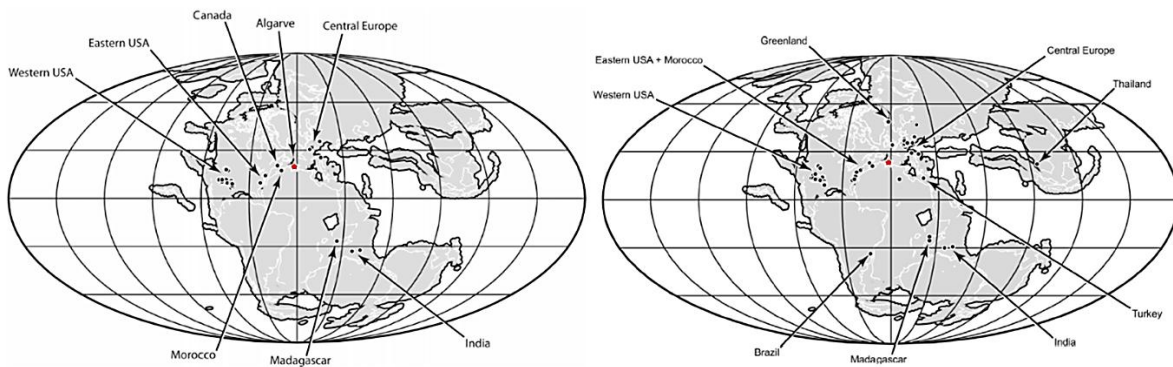 Canada
Algarve
Central Europe
Eastern USA
Western USA
Morocco
Madagascar
India
Greenland
Central Europe
Eastern USA + Morocco
Thailand
Western USA
Turkey
Brazil
Madagascar
India